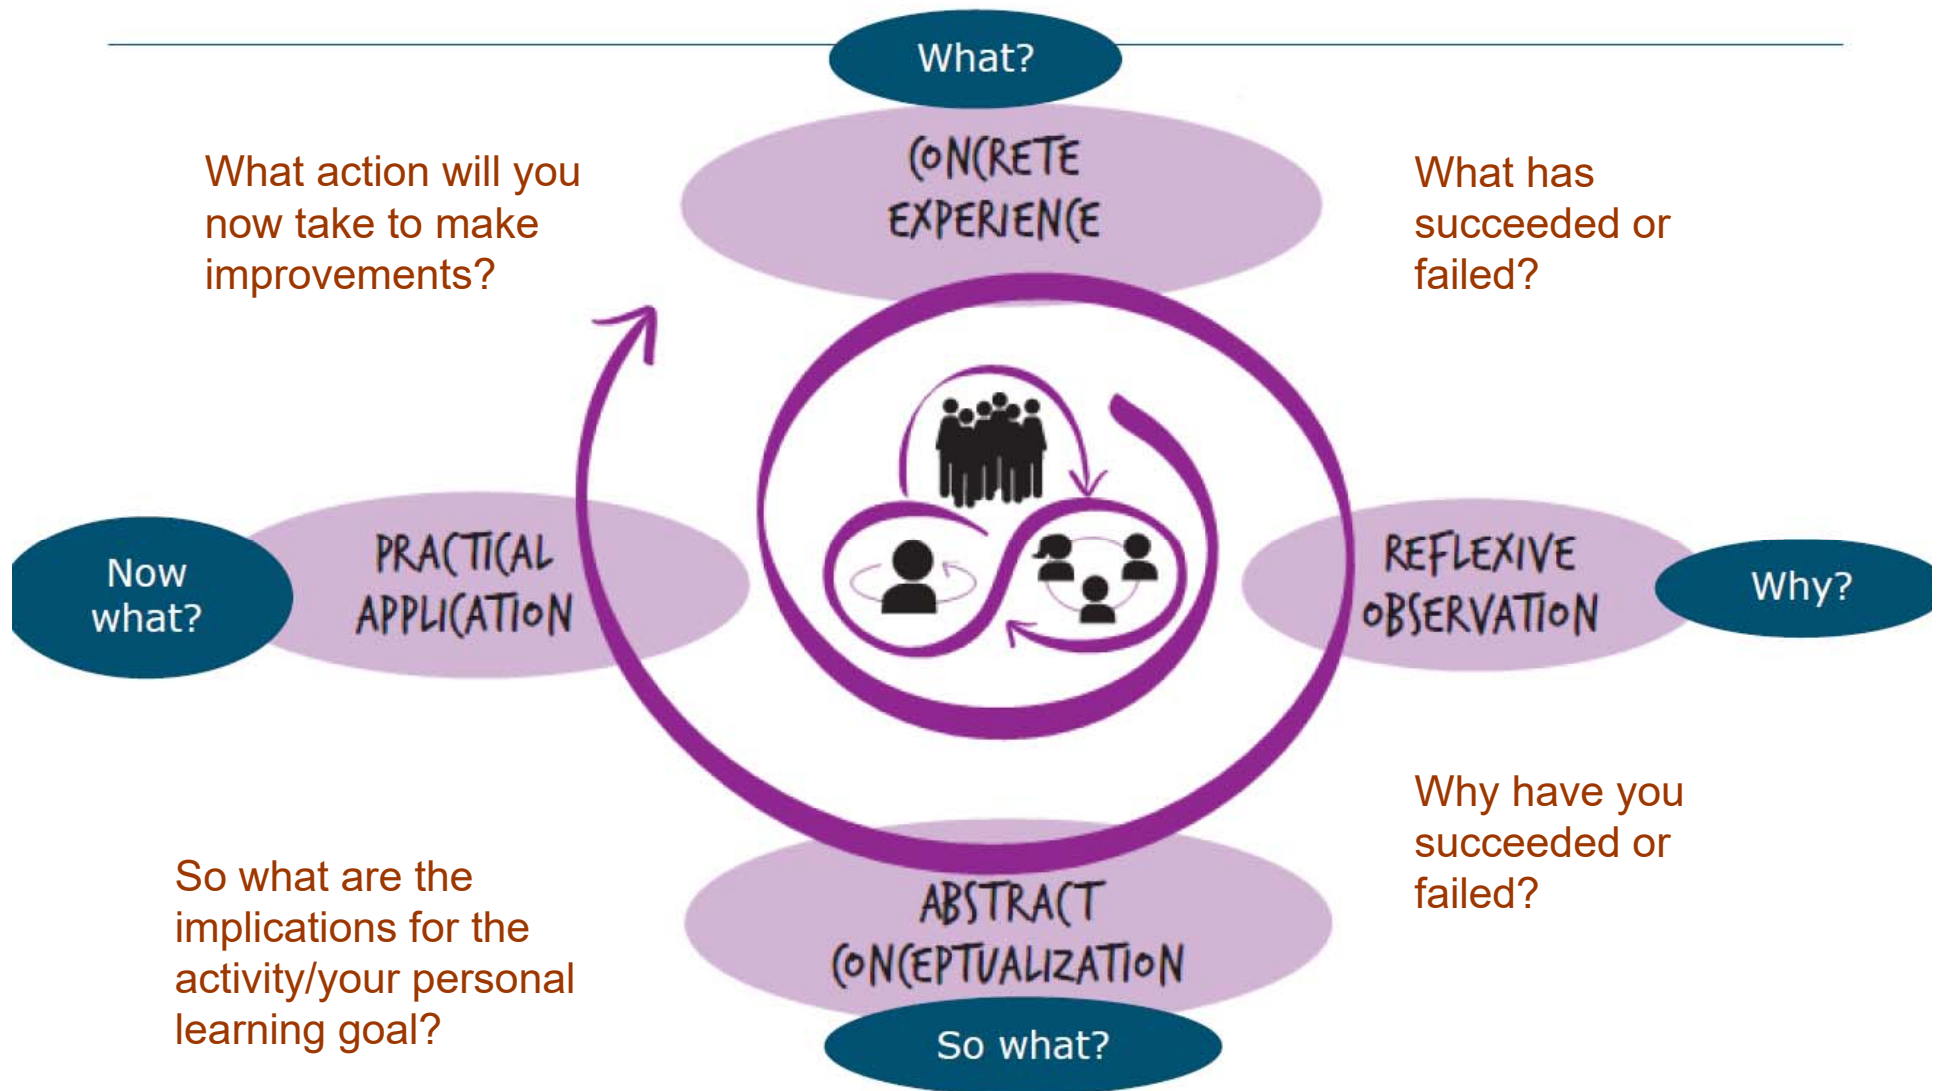 What?
CONCRETE
EXPERIENCE
What action will you
now take to make
improvements?
What has
succeeded or
failed?
Now
what?
PRACTICAL
APPLICATION
REFLEXIVE
OBSERVATION
Why?
Why have you
succeeded or
failed?
So what are the
implications for the
activity/your personal
learning goal?
ABSTRACT
CONCEPTUALIZATION
So what?